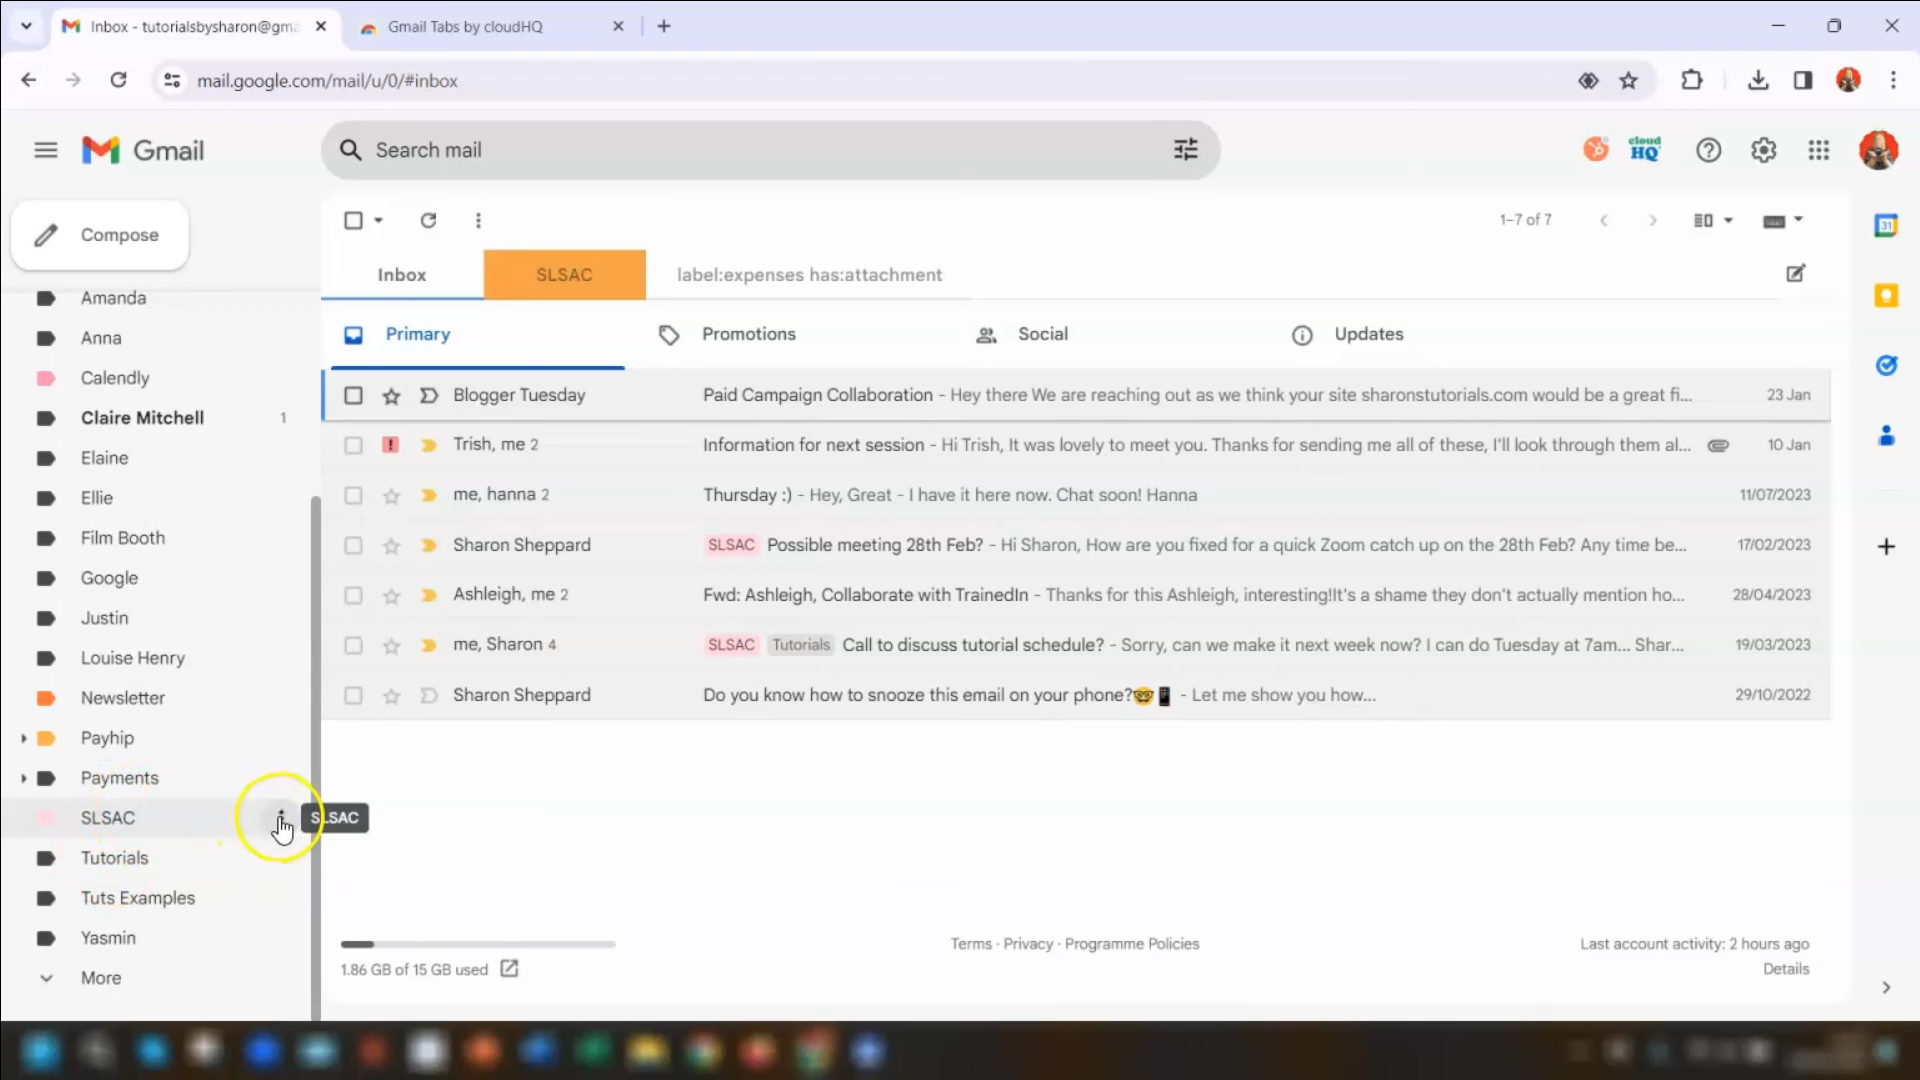 Inbox - tutorialsbysharon@gma
Gmail Tabs by cloudHQ
mail.google.com/mail/u/0/#inbox
Gmail
Search mail
cloud
HQ
Compose
1–7 of 7
31
Inbox
SLSAC
label:expenses has:attachment
Primary
Promotions
Social
Updates
Amanda
Anna
Calendly
Claire Mitchell 1
Elaine
Ellie
Film Booth
Google
Justin
Louise Henry
Newsletter
Payhip
Payments
SLSAC
SLSAC
Tutorials
Tuts Examples
Yasmin
More
Blogger Tuesday Paid Campaign Collaboration - Hey there We are reaching out as we think your site sharonstutorials.com would be a great fi... 23 Jan
Trish, me 2 Information for next session - Hi Trish, It was lovely to meet you. Thanks for sending me all of these, I'll look through them al... 10 Jan
me, hanna 2 Thursday :) - Hey, Great - I have it here now. Chat soon! Hanna 11/07/2023
Sharon Sheppard SLSAC Possible meeting 28th Feb? - Hi Sharon, How are you fixed for a quick Zoom catch up on the 28th Feb? Any time be... 17/02/2023
Ashleigh, me 2 Fwd: Ashleigh, Collaborate with TrainedIn - Thanks for this Ashleigh, interesting!It's a shame they don't actually mention ho... 28/04/2023
me, Sharon 4 SLSAC Tutorials Call to discuss tutorial schedule? - Sorry, can we make it next week now? I can do Tuesday at 7am... Shar... 19/03/2023
Sharon Sheppard Do you know how to snooze this email on your phone?🤓📱 - Let me show you how... 29/10/2022
1.86 GB of 15 GB used
Terms · Privacy · Programme Policies
Last account activity: 2 hours ago
Details